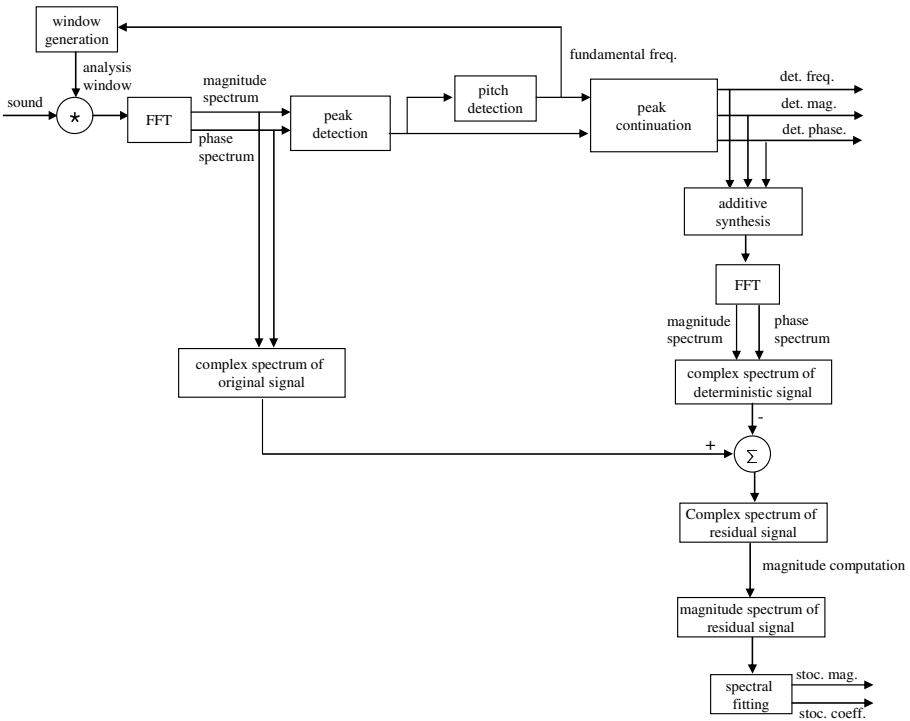 window
generation
analysis
window
sound
*
FFT
magnitude
spectrum
phase
spectrum
peak
detection
pitch
detection
fundamental freq.
peak
continuation
det. freq.
det. mag.
det. phase.
additive
synthesis
FFT
magnitude
spectrum
phase
spectrum
complex spectrum of
original signal
complex spectrum of
deterministic signal
-
+
Σ
Complex spectrum of
residual signal
magnitude computation
magnitude spectrum of
residual signal
spectral
fitting
stoc. mag.
stoc. coeff.